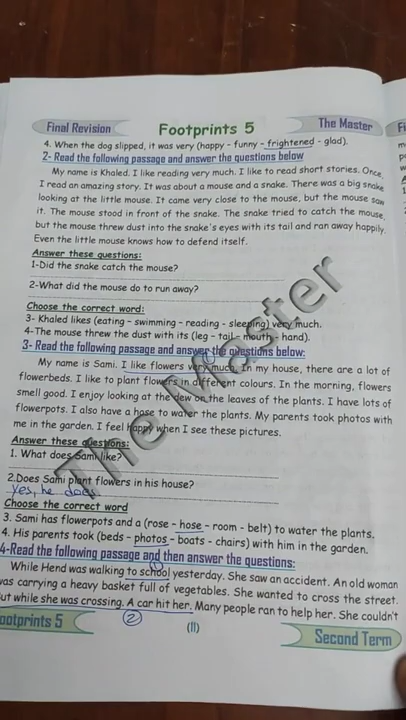 Final Revision Footprints 5 The Master
4. When the dog slipped, it was very (happy - funny - frightened - glad).
2- Read the following passage and answer the questions below
My name is Khaled. I like reading very much. I like to read short stories. Once,
I read an amazing story. It was about a mouse and a snake. There was a big snake
looking at the little mouse. It came very close to the mouse, but the mouse saw
it. The mouse stood in front of the snake. The snake tried to catch the mouse,
but the mouse threw dust into the snake's eyes with its tail and ran away happily.
Even the little mouse knows how to defend itself.
Answer these questions:
1-Did the snake catch the mouse?
2-What did the mouse do to run away?
Choose the correct word:
3- Khaled likes (eating - swimming - reading - sleeping) very much.
4-The mouse threw the dust with its (leg - tail - mouth - hand).
3- Read the following passage and answer the questions below:
My name is Sami. I like flowers very much. In my house, there are a lot of
flowerbeds. I like to plant flowers in different colours. In the morning, flowers
smell good. I enjoy looking at the dew on the leaves of the plants. I have lots of
flowerpots. I also have a hose to water the plants. My parents took photos with
me in the garden. I feel happy when I see these pictures.
Answer these questions:
1. What does Sami like?
2.Does Sami plant flowers in his house?
Yes, he does
Choose the correct word
3. Sami has flowerpots and a (rose - hose - room - belt) to water the plants.
4. His parents took (beds - photos - boats - chairs) with him in the garden.
4-Read the following passage and then answer the questions:
1
While Hend was walking to school yesterday. She saw an accident. An old woman
was carrying a heavy basket full of vegetables. She wanted to cross the street.
But while she was crossing. A car hit her. Many people ran to help her. She couldn't
2
ootprints 5 (11) Second Term
The Master